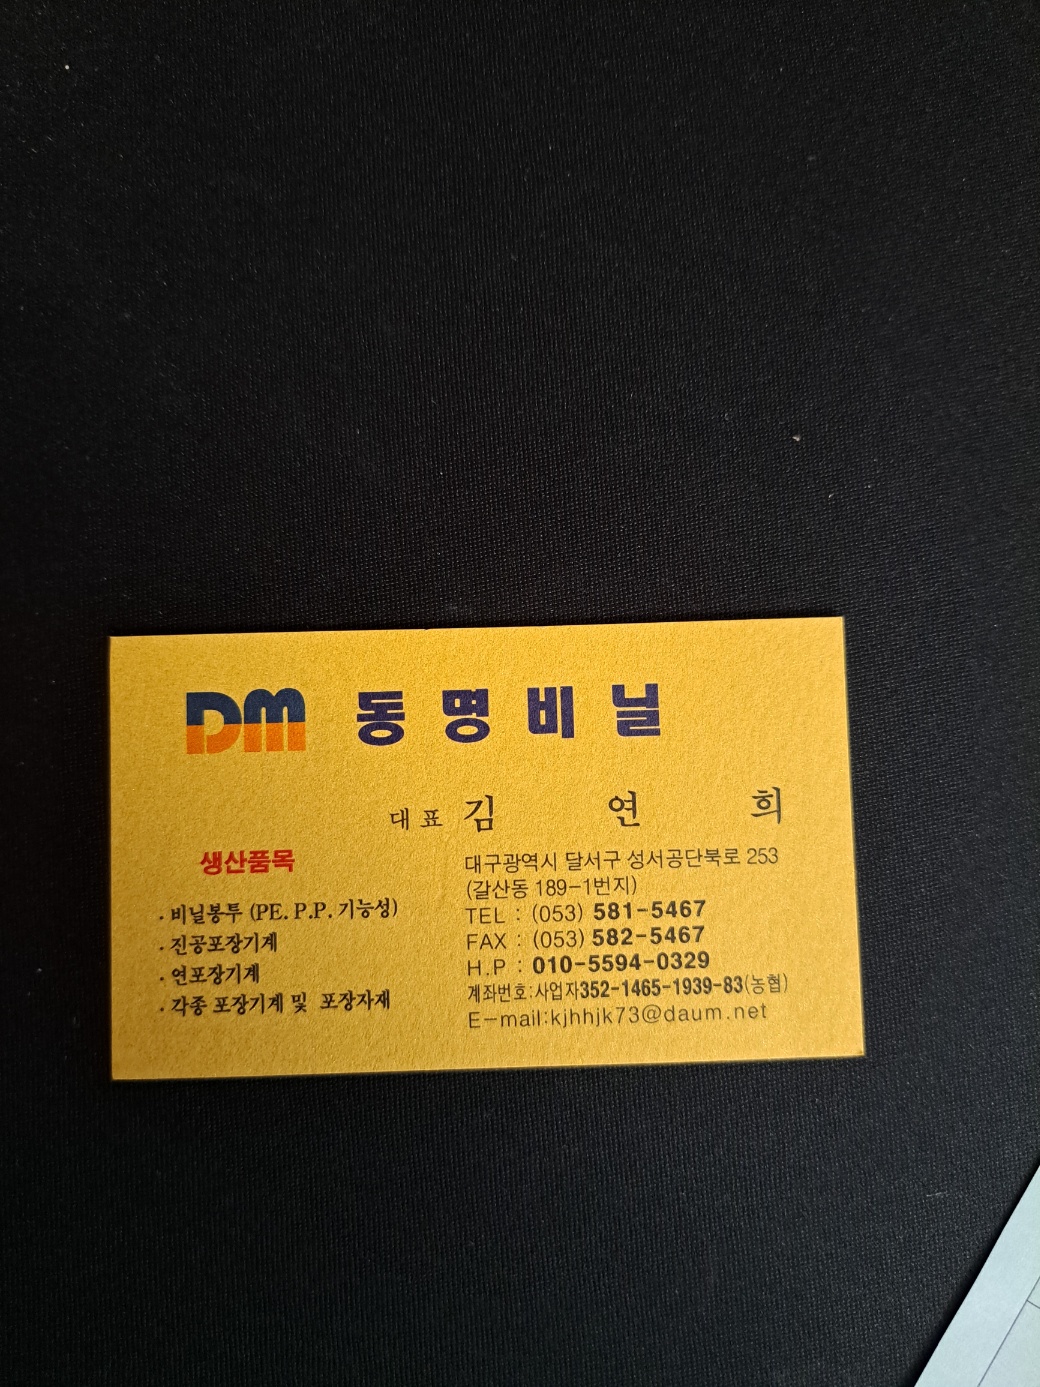 DM 동명비닐
대표 김 연 희
생산품목
· 비닐봉투 (PE. P.P. 기능성)
· 진공포장기계
· 연포장기계
· 각종 포장기계 및 포장자재
대구광역시 달서구 성서공단북로 253
(갈산동 189-1번지)
TEL : (053) 581-5467
FAX : (053) 582-5467
H.P : 010-5594-0329
계좌번호:사업자352-1465-1939-83(농협)
E-mail:kjhhjk73@daum.net